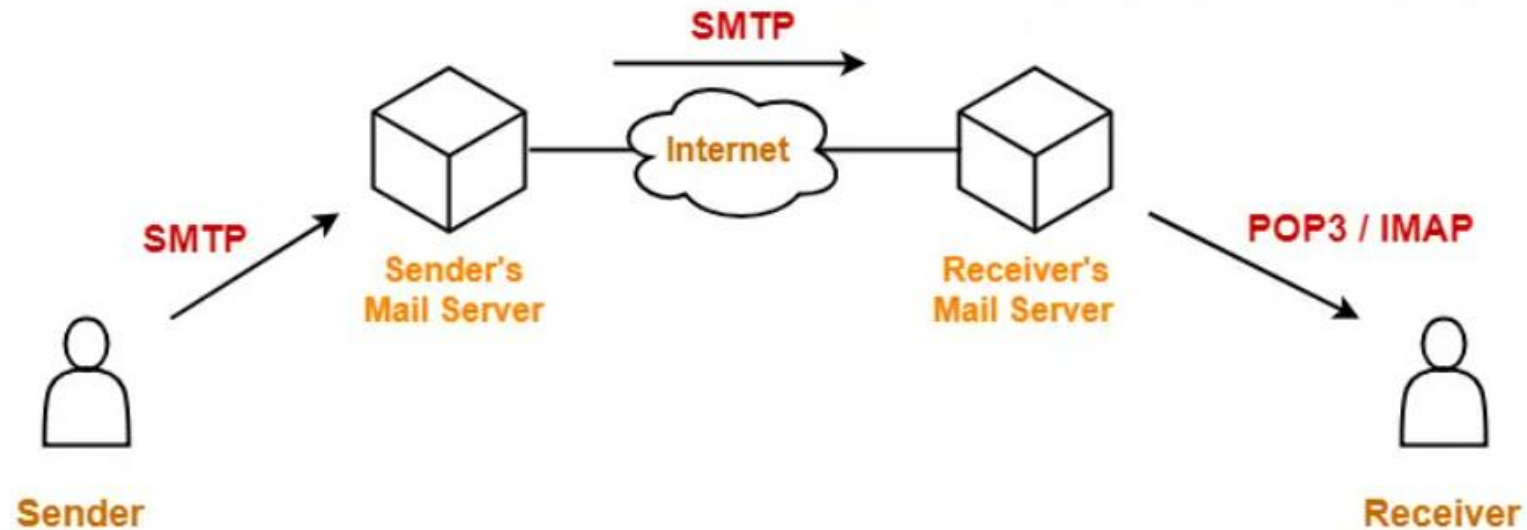 SMTP
Internet
SMTP
Sender's
Mail Server
Receiver's
Mail Server
POP3 / IMAP
Sender
Receiver